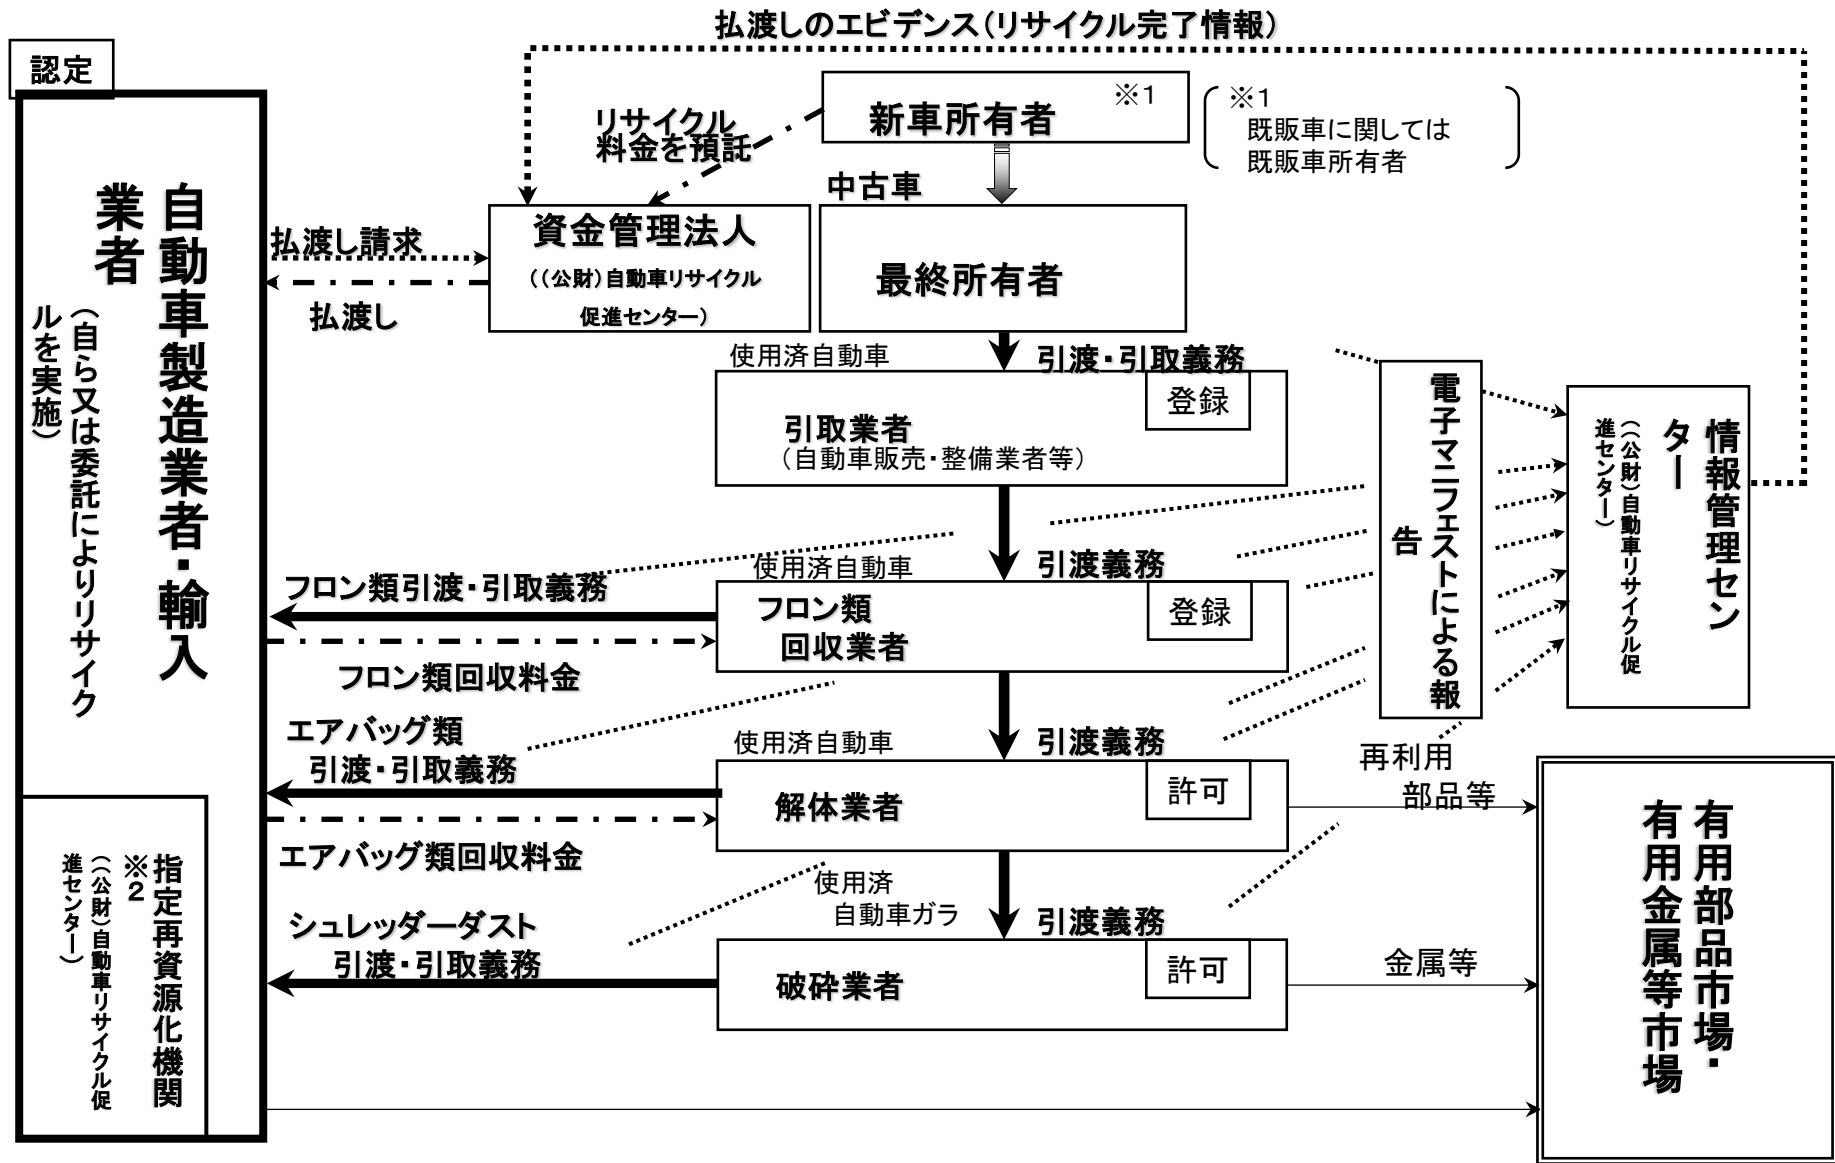 払渡しのエビデンス（リサイクル完了情報）
認定
自動車製造業者・輸入
業者
（自ら又は委託によりリサイク
ルを実施）
指定再資源化機関
※２
（（公財）自動車リサイクル促
進センター）
リサイクル
料金を預託
新車所有者
※１
※１
既販車に関しては
既販車所有者
中古車
払渡し請求
払渡し
資金管理法人
（（公財）自動車リサイクル
促進センター）
最終所有者
使用済自動車
引渡・引取義務
登録
引取業者
（自動車販売・整備業者等）
電子マニフェストによる報
告
情報管理セン
ター
（（公財）自動車リサイクル促
進センター）
使用済自動車
引渡義務
フロン類引渡・引取義務
フロン類
回収業者
登録
フロン類回収料金
エアバッグ類
引渡・引取義務
使用済自動車
引渡義務
解体業者
許可
再利用
部品等
エアバッグ類回収料金
使用済
自動車ガラ
引渡義務
シュレッダーダスト
引渡・引取義務
破砕業者
許可
金属等
有用部品市場・
有用金属等市場